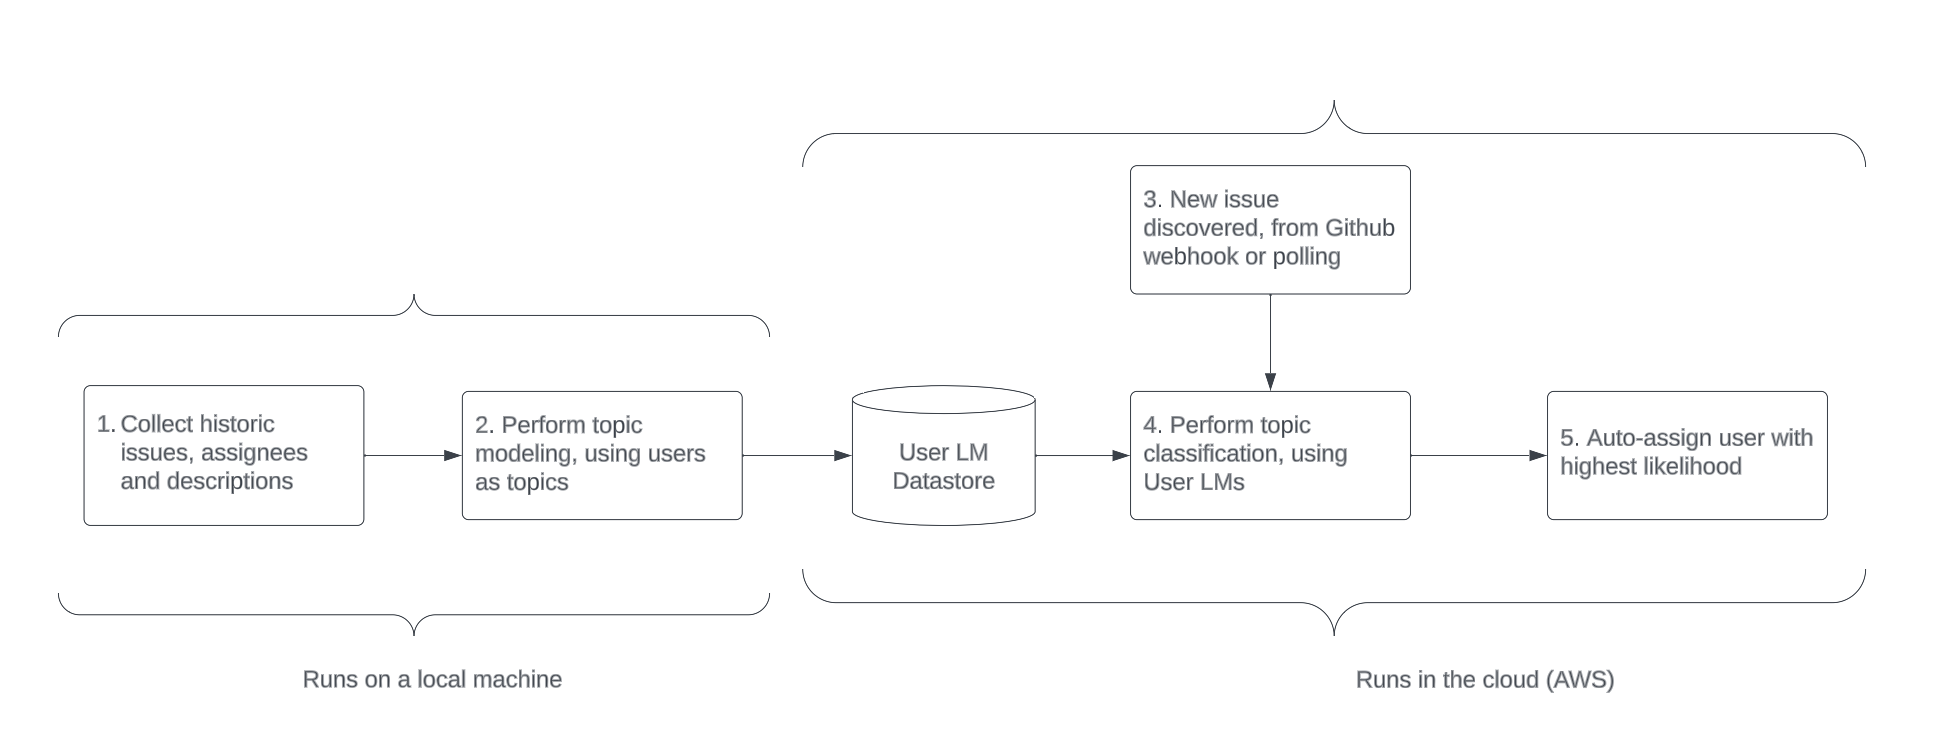 3. New issue
discovered, from Github
webhook or polling
1. Collect historic
issues, assignees
and descriptions
2. Perform topic
modeling, using users
as topics
User LM
Datastore
4. Perform topic
classification, using
User LMs
5. Auto-assign user with
highest likelihood
Runs on a local machine
Runs in the cloud (AWS)